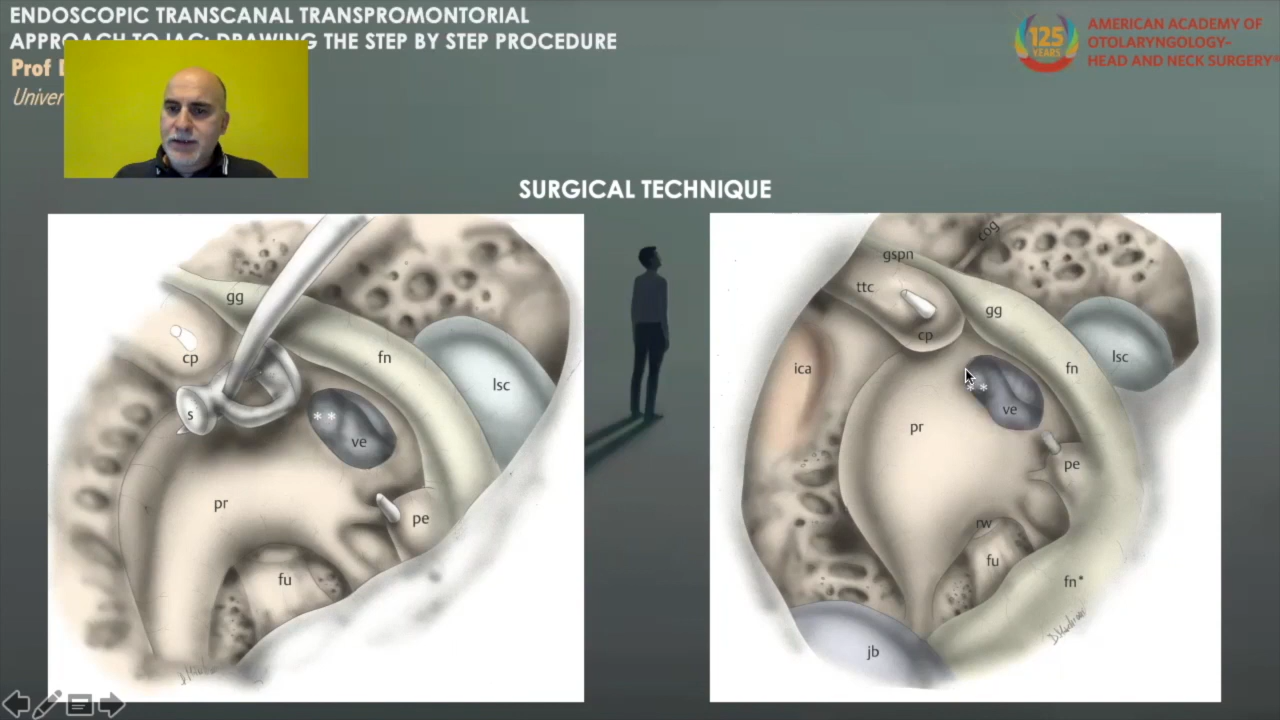 ENDOSCOPIC TRANSCANAL TRANSPROMONTORIAL
APPROACH TO IAC: DRAWING THE STEP BY STEP PROCEDURE
Prof
Univer
125
YEARS
AMERICAN ACADEMY OF
OTOLARYNGOLOGY-
HEAD AND NECK SURGERY®
SURGICAL TECHNIQUE
gg
cp
fn
lsc
s
**
ve
pr
pe
fu
cog
gspn
ttc
gg
cp
lsc
ica
fn
**
ve
pr
pe
rw
fu
fn*
jb